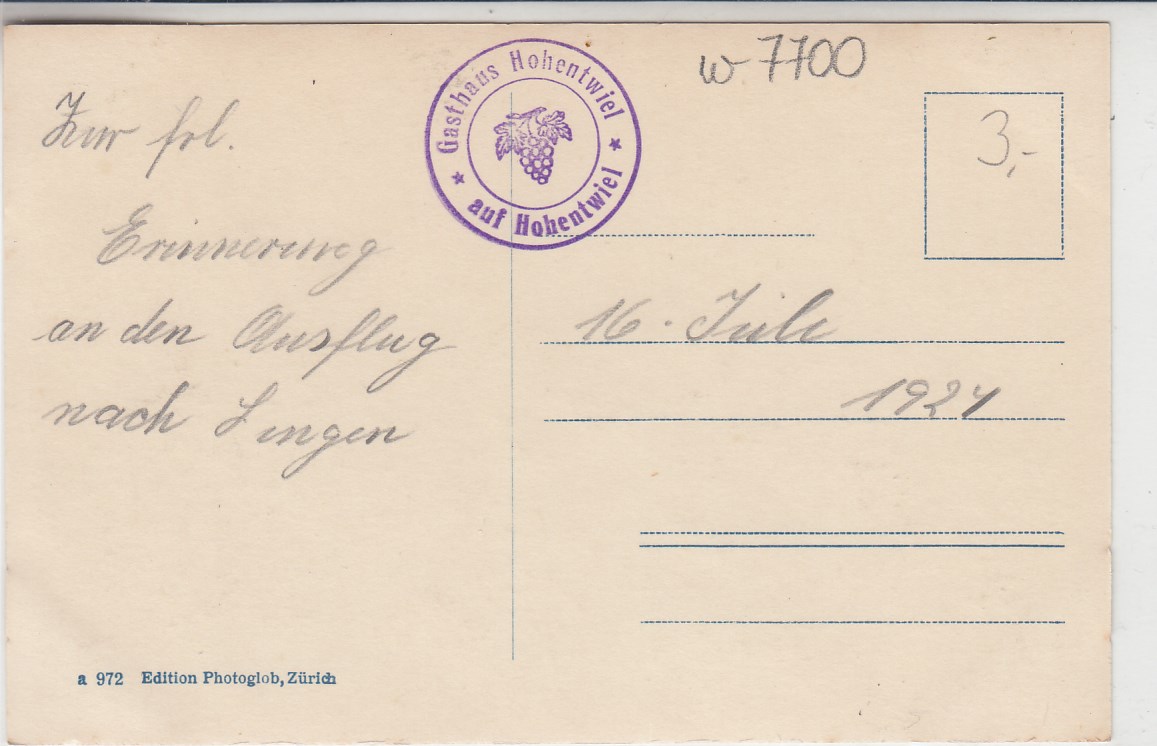 w-7700
Gasthaus Hohentwiel
auf Hohentwiel
3,-
Zur frl.
Erinnerung
an den Ausflug
nach Singen
16. Juli
1924
a 972 Edition Photoglob, Zürich